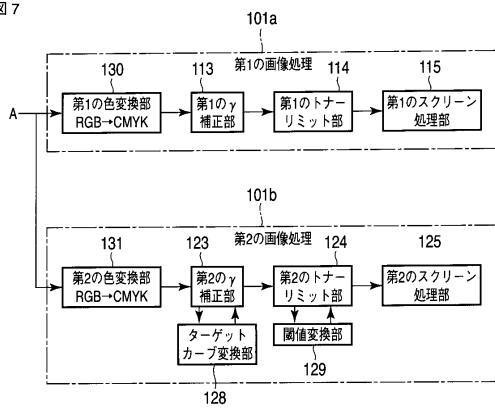 図7
101a
第1の画像処理
130
113
114
115
A
第1の色変換部
RGB→CMYK
第1のγ
補正部
第1のトナー
リミット部
第1のスクリーン
処理部
101b
第2の画像処理
131
123
124
125
第2の色変換部
RGB→CMYK
第2のγ
補正部
第2のトナー
リミット部
第2のスクリーン
処理部
ターゲット
カーブ変換部
閾値変換部
128
129